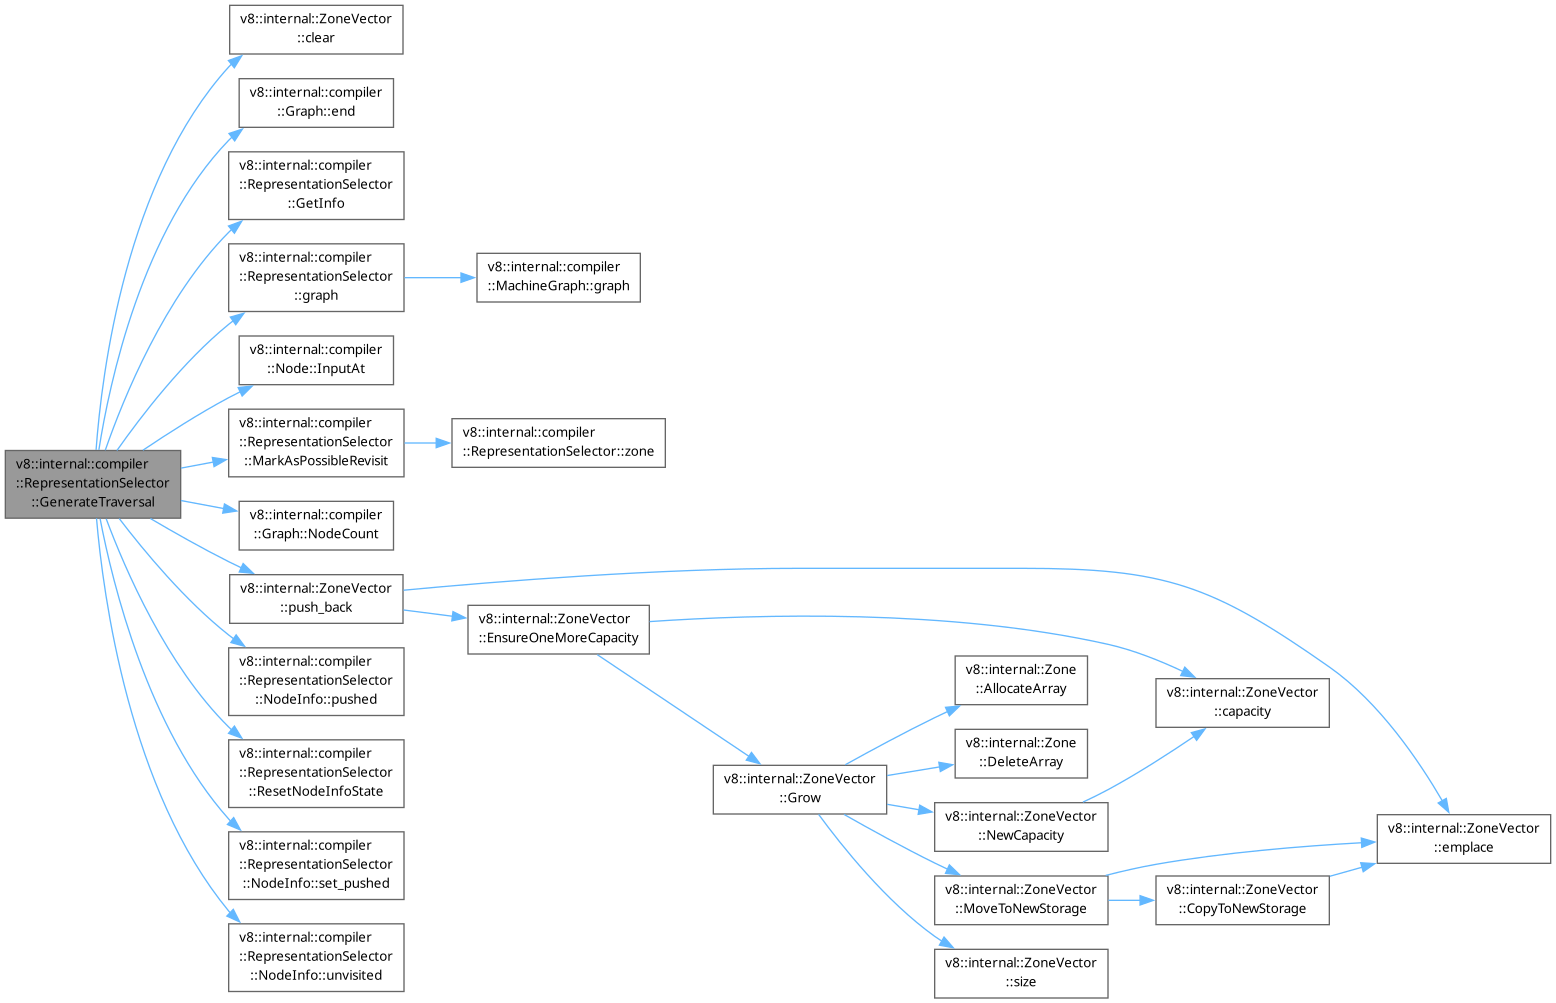 v8::internal::compiler
::RepresentationSelector
::GenerateTraversal
v8::internal::ZoneVector
::clear
v8::internal::compiler
::Graph::end
v8::internal::compiler
::RepresentationSelector
::GetInfo
v8::internal::compiler
::RepresentationSelector
::graph
v8::internal::compiler
::MachineGraph::graph
v8::internal::compiler
::Node::InputAt
v8::internal::compiler
::RepresentationSelector
::MarkAsPossibleRevisit
v8::internal::compiler
::RepresentationSelector::zone
v8::internal::compiler
::Graph::NodeCount
v8::internal::ZoneVector
::push_back
v8::internal::ZoneVector
::EnsureOneMoreCapacity
v8::internal::compiler
::RepresentationSelector
::NodeInfo::pushed
v8::internal::compiler
::RepresentationSelector
::ResetNodeInfoState
v8::internal::compiler
::RepresentationSelector
::NodeInfo::set_pushed
v8::internal::compiler
::RepresentationSelector
::NodeInfo::unvisited
v8::internal::ZoneVector
::Grow
v8::internal::Zone
::AllocateArray
v8::internal::Zone
::DeleteArray
v8::internal::ZoneVector
::NewCapacity
v8::internal::ZoneVector
::MoveToNewStorage
v8::internal::ZoneVector
::size
v8::internal::ZoneVector
::capacity
v8::internal::ZoneVector
::CopyToNewStorage
v8::internal::ZoneVector
::emplace